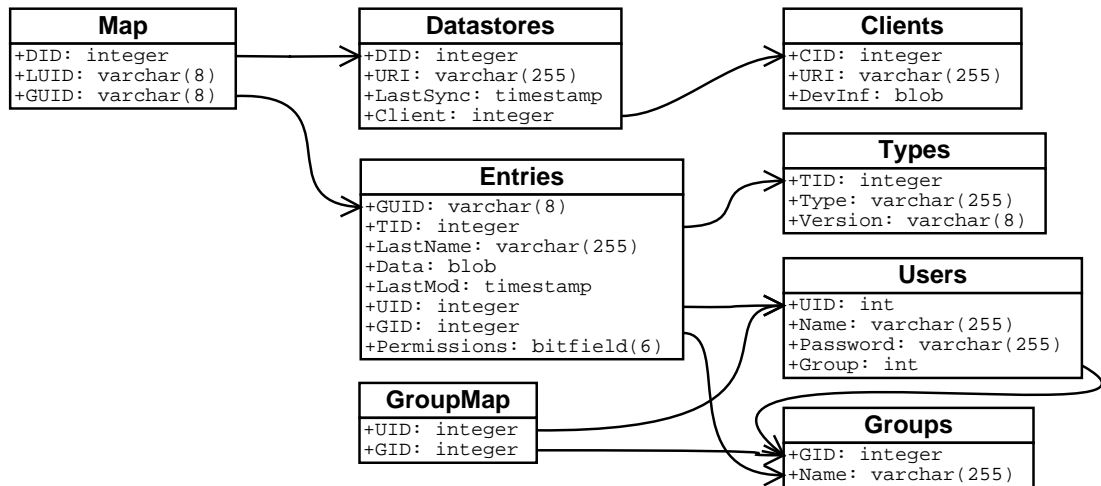 Map
+DID: integer
+LUID: varchar(8)
+GUID: varchar(8)
Datastores
+DID: integer
+URI: varchar(255)
+LastSync: timestamp
+Client: integer
Clients
+CID: integer
+URI: varchar(255)
+DevInf: blob
Entries
+GUID: varchar(8)
+TID: integer
+LastName: varchar(255)
+Data: blob
+LastMod: timestamp
+UID: integer
+GID: integer
+Permissions: bitfield(6)
Types
+TID: integer
+Type: varchar(255)
+Version: varchar(8)
Users
+UID: int
+Name: varchar(255)
+Password: varchar(255)
+Group: int
GroupMap
+UID: integer
+GID: integer
Groups
+GID: integer
+Name: varchar(255)